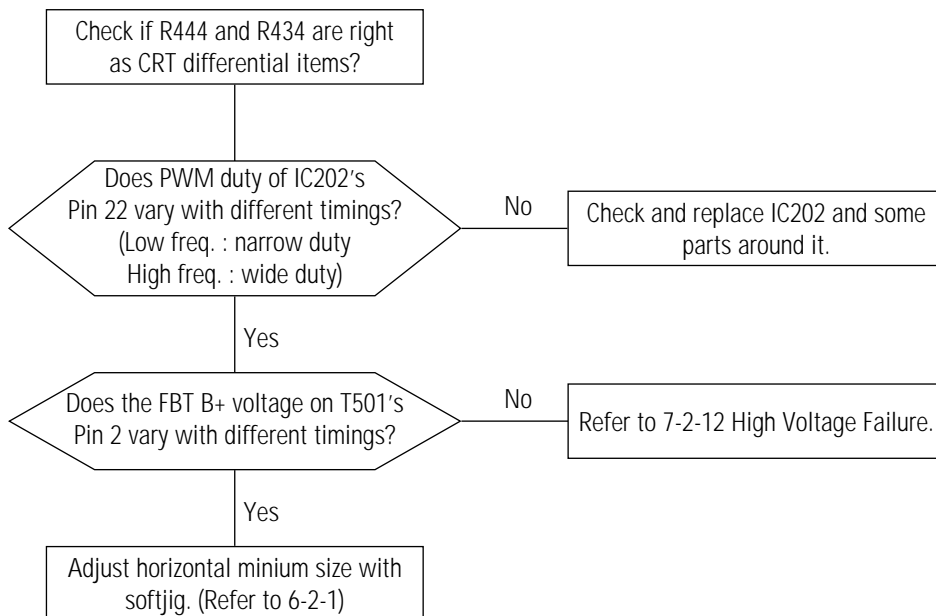 Check if R444 and R434 are right
as CRT differential items?
Does PWM duty of IC202's
Pin 22 vary with different timings?
(Low freq. : narrow duty
High freq. : wide duty)
No
Check and replace IC202 and some
parts around it.
Yes
Does the FBT B+ voltage on T501's
Pin 2 vary with different timings?
No
Refer to 7-2-12 High Voltage Failure.
Yes
Adjust horizontal minium size with
softjig. (Refer to 6-2-1)